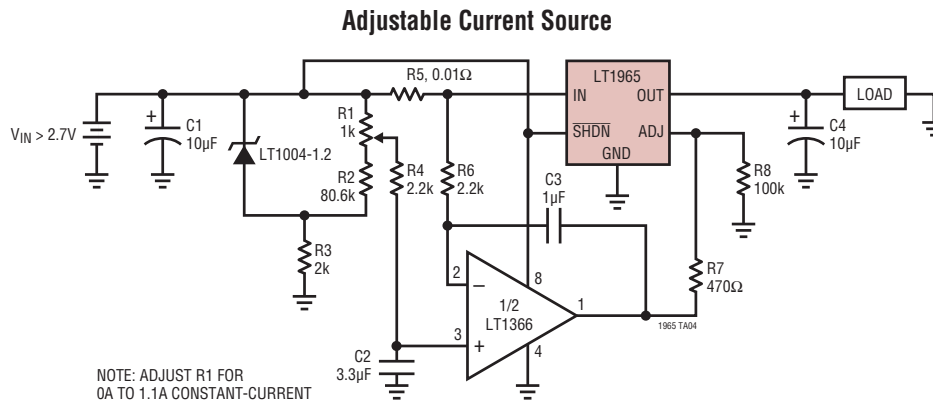 Adjustable Current Source
R5, 0.01Ω
LT1965
IN
OUT
SHDN
ADJ
GND
LOAD
VIN > 2.7V
+
C1
10µF
LT1004-1.2
R1
1k
R2
80.6k
R4
2.2k
R6
2.2k
C3
1µF
+
C4
10µF
R8
100k
R3
2k
R7
470Ω
2
–
8
1/2
LT1366
1
3
+
4
1965 TA04
C2
3.3µF
NOTE: ADJUST R1 FOR
0A TO 1.1A CONSTANT-CURRENT